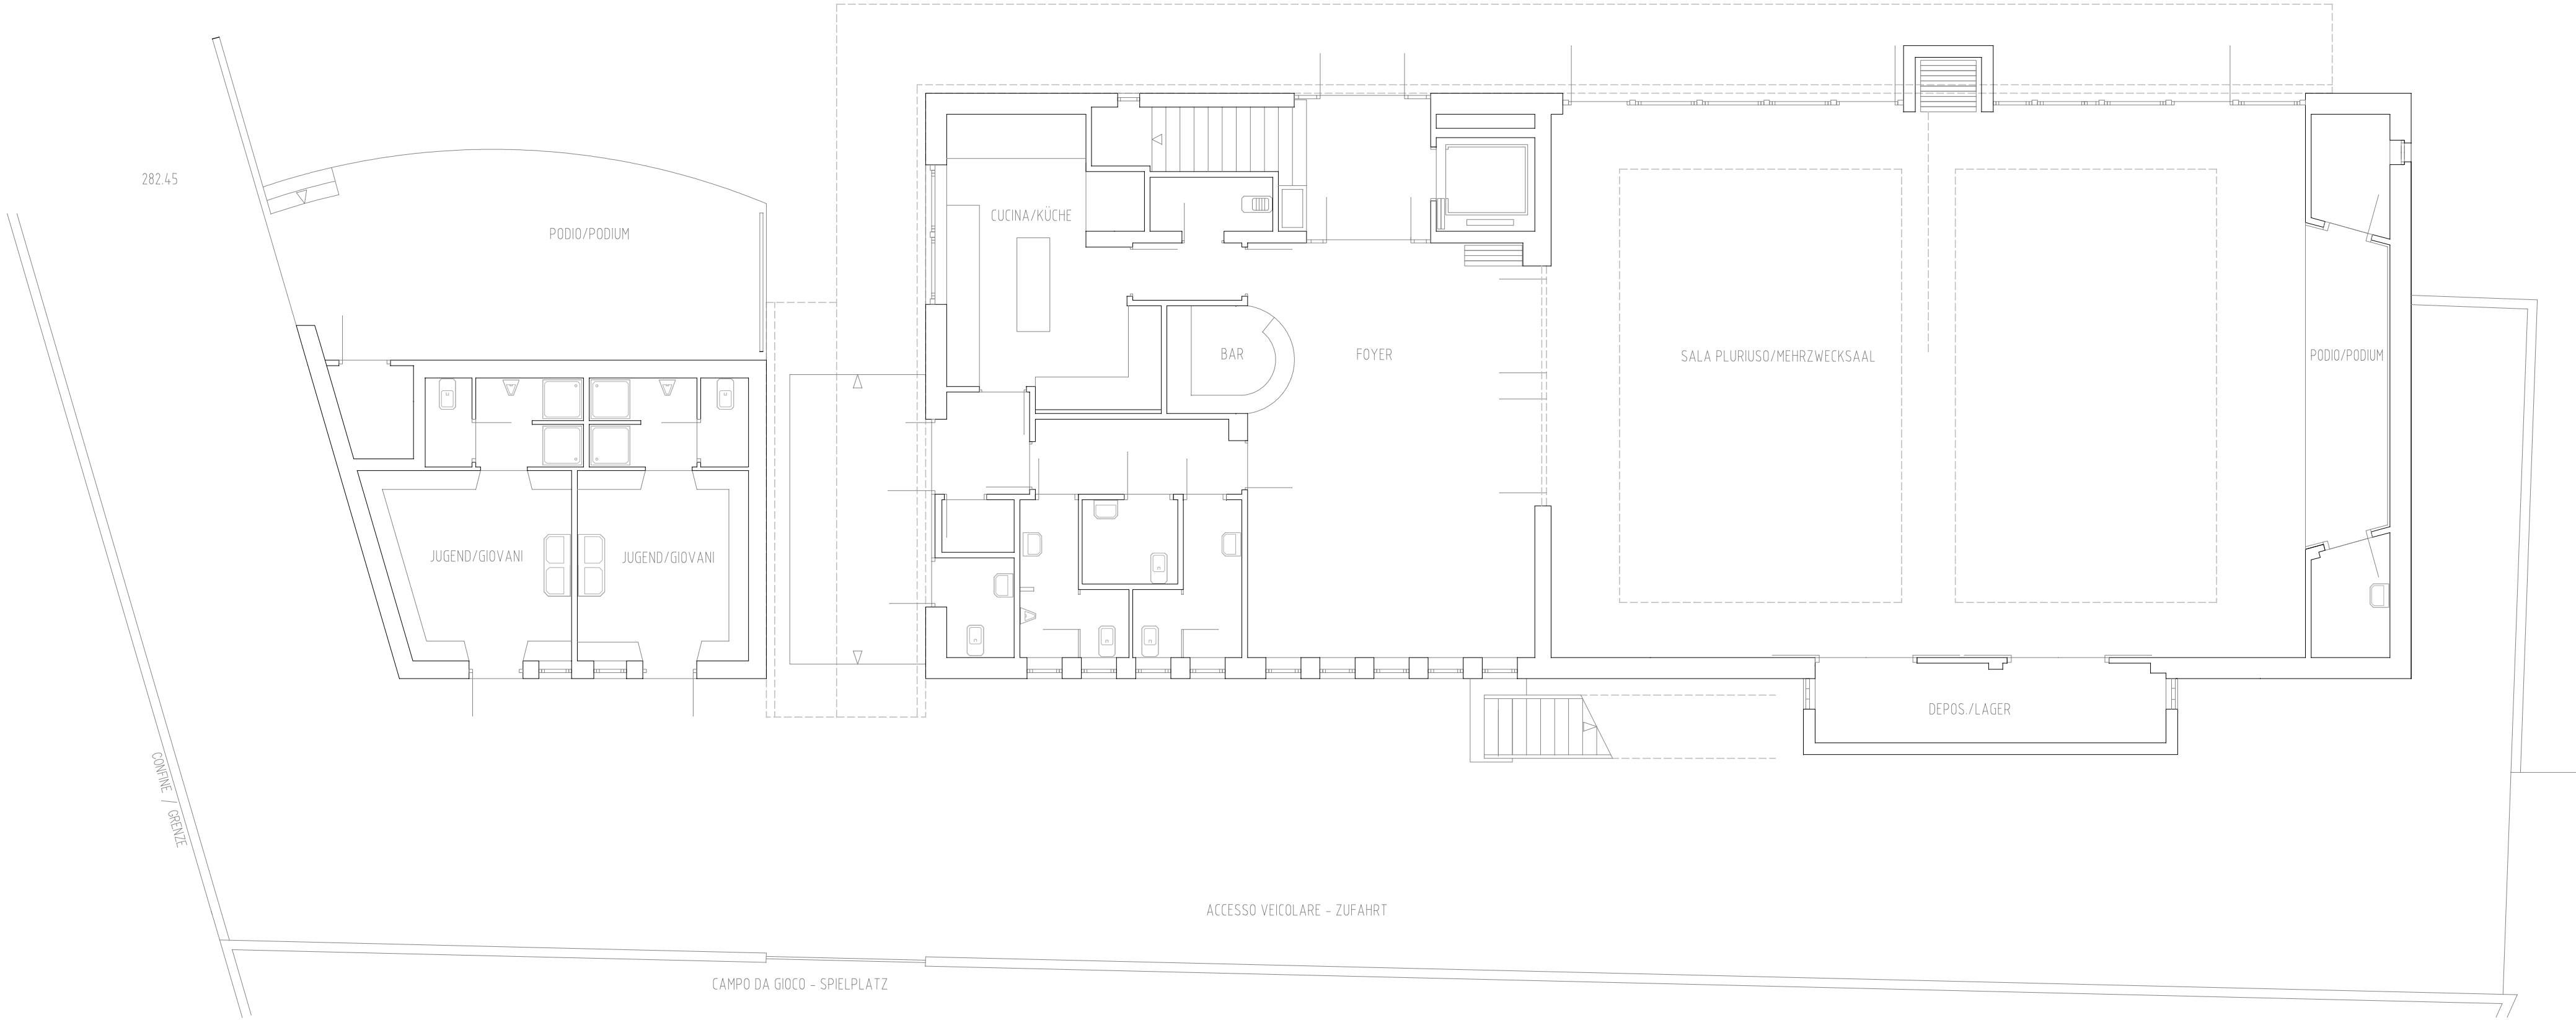 282.45
PODIO/PODIUM
CUCINA/KÜCHE
BAR
FOYER
SALA PLURIUSO/MEHRZWECKSAAL
PODIO/PODIUM
JUGEND/GIOVANI
JUGEND/GIOVANI
DEPOS./LAGER
CONFINE / GRENZE
ACCESSO VEICOLARE - ZUFAHRT
CAMPO DA GIOCO - SPIELPLATZ